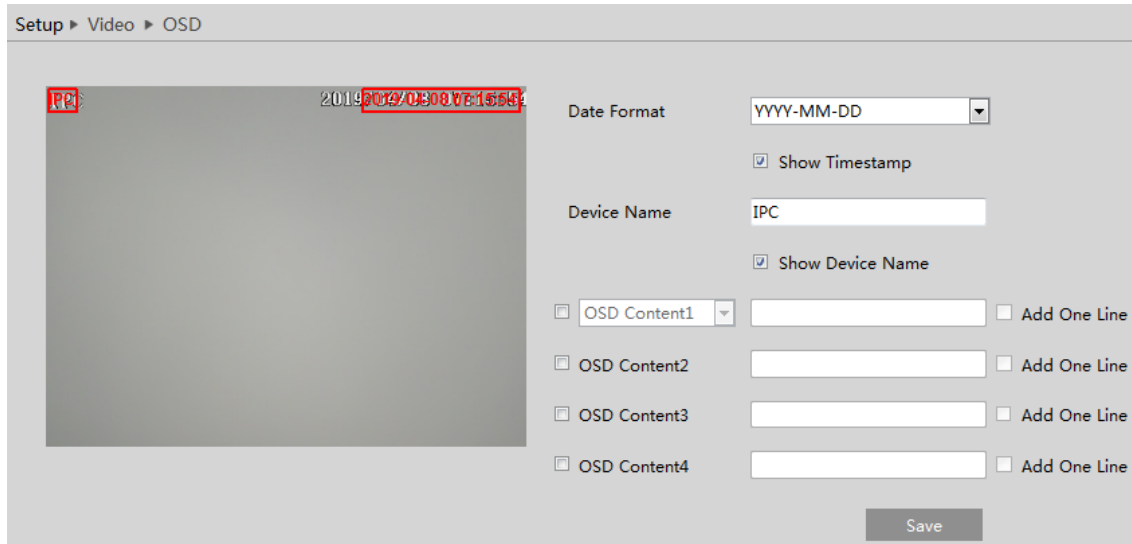 Setup ▶ Video ▶ OSD
IPC
Date Format YYYY-MM-DD
Show Timestamp
Device Name IPC
Show Device Name
OSD Content1 Add One Line
OSD Content2 Add One Line
OSD Content3 Add One Line
OSD Content4 Add One Line
Save